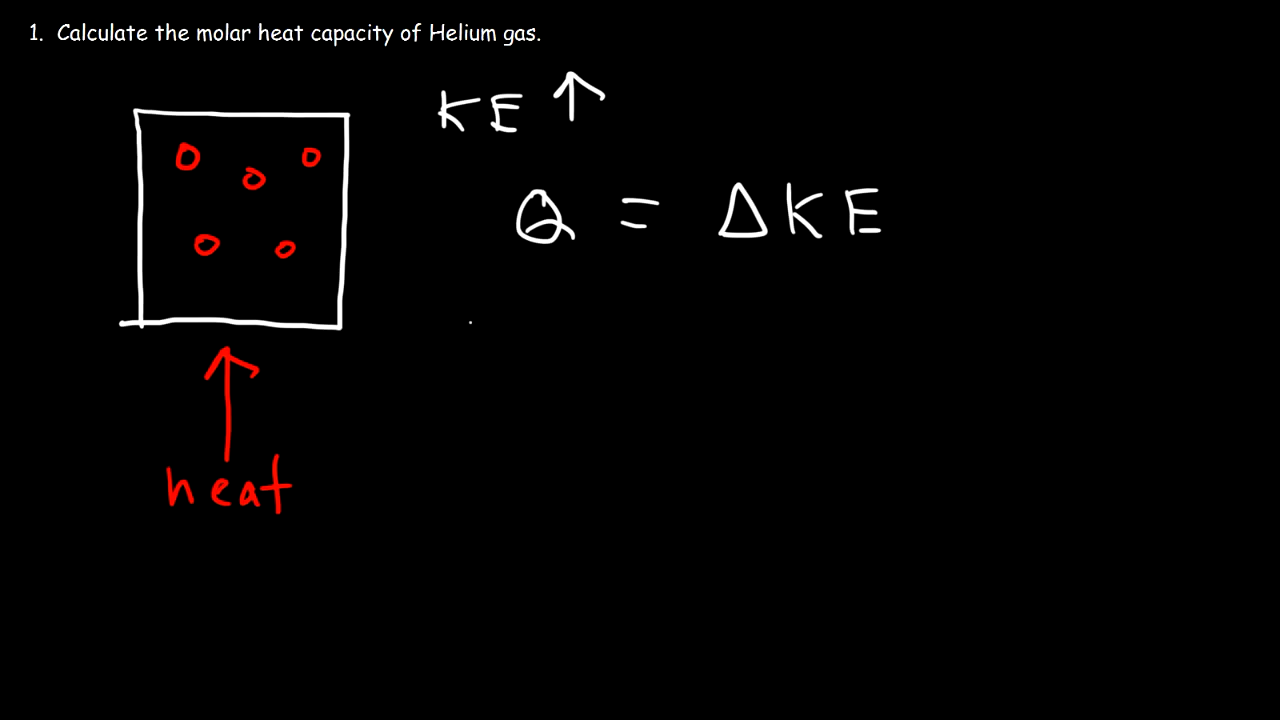 1. Calculate the molar heat capacity of Helium gas.
KE ↑
Q = ΔKE
heat